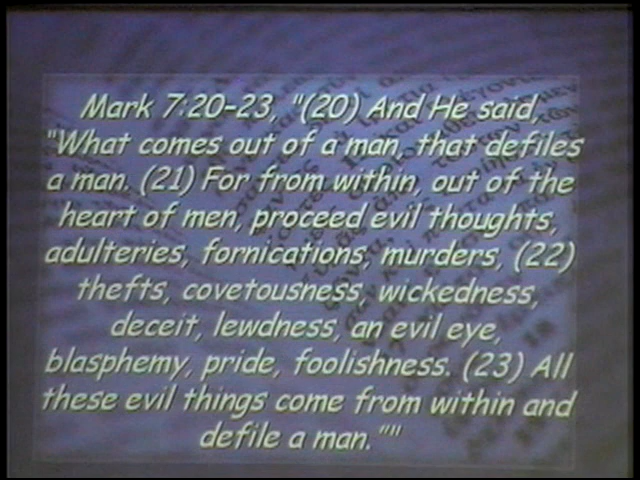 Mark 7:20-23, "(20) And He said,
"What comes out of a man, that defiles
a man. (21) For from within, out of the
heart of men, proceed evil thoughts,
adulteries, fornications, murders, (22)
thefts, covetousness, wickedness,
deceit, lewdness, an evil eye,
blasphemy, pride, foolishness. (23) All
these evil things come from within and
defile a man.""